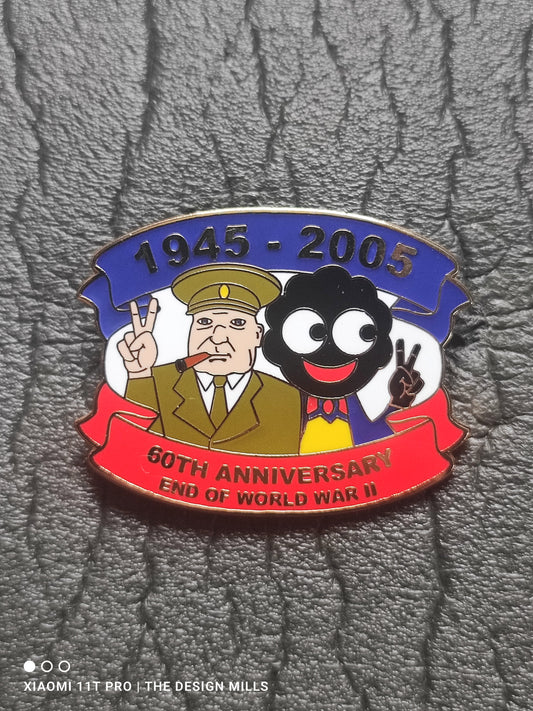 1945 - 2005
60TH ANNIVERSARY
END OF WORLD WAR II
XIAOMI 11T PRO | THE DESIGN MILLS